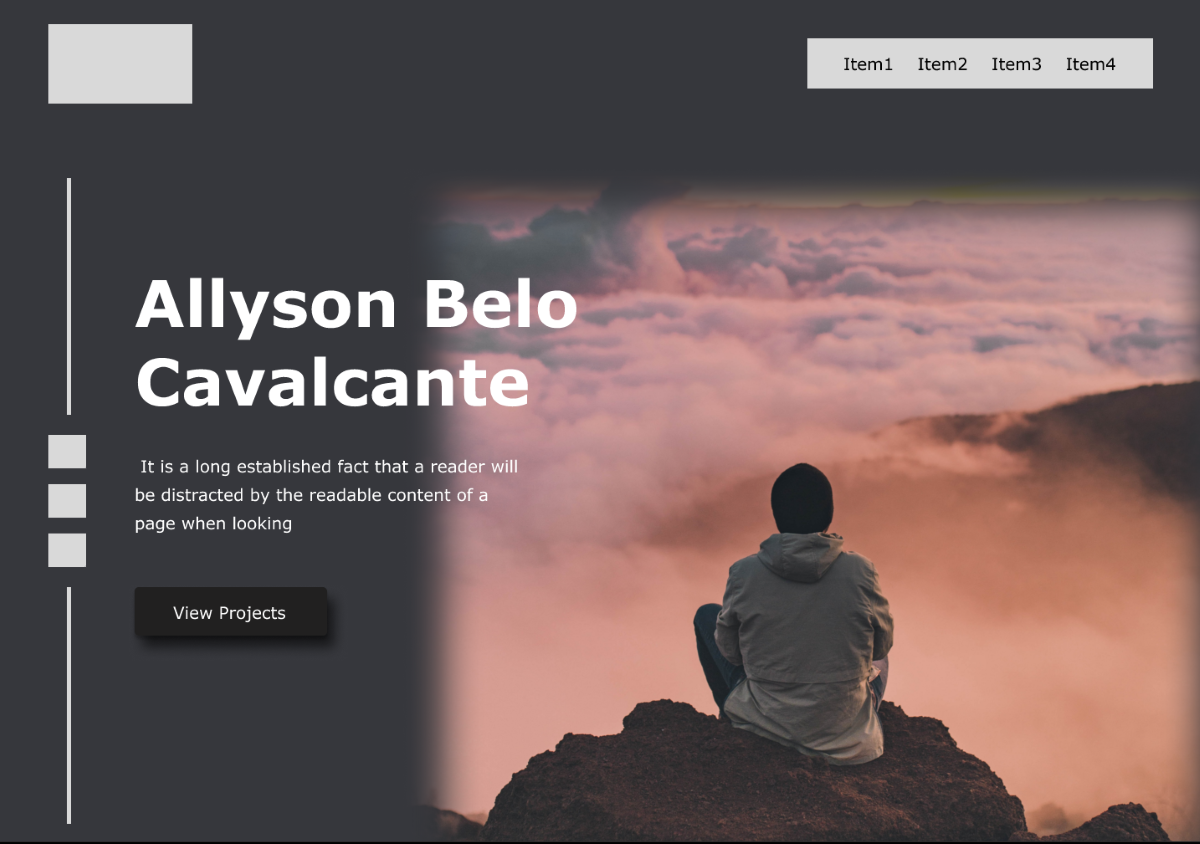 Item1 Item2 Item3 Item4
Allyson Belo
Cavalcante
It is a long established fact that a reader will
be distracted by the readable content of a
page when looking
View Projects